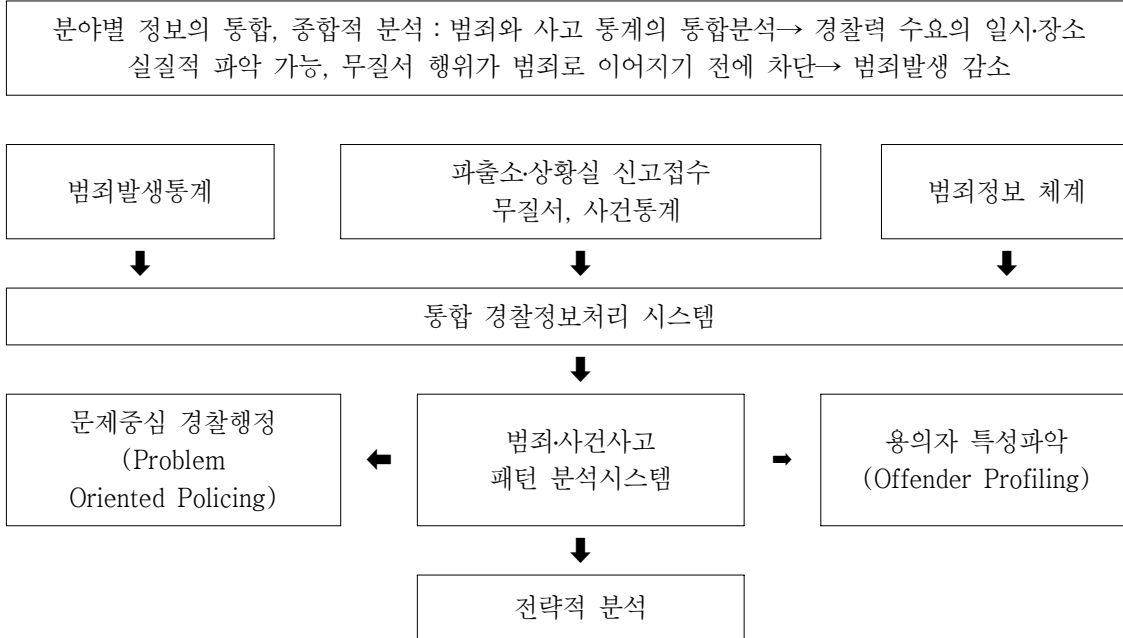 분야별 정보의 통합, 종합적 분석 : 범죄와 사고 통계의 통합분석→ 경찰력 수요의 일시·장소
실질적 파악 가능, 무질서 행위가 범죄로 이어지기 전에 차단→ 범죄발생 감소
범죄발생통계
파출소·상황실 신고접수
무질서, 사건통계
범죄정보 체계
통합 경찰정보처리 시스템
문제중심 경찰행정
(Problem
Oriented Policing)
범죄·사건사고
패턴 분석시스템
용의자 특성파악
(Offender Profiling)
전략적 분석